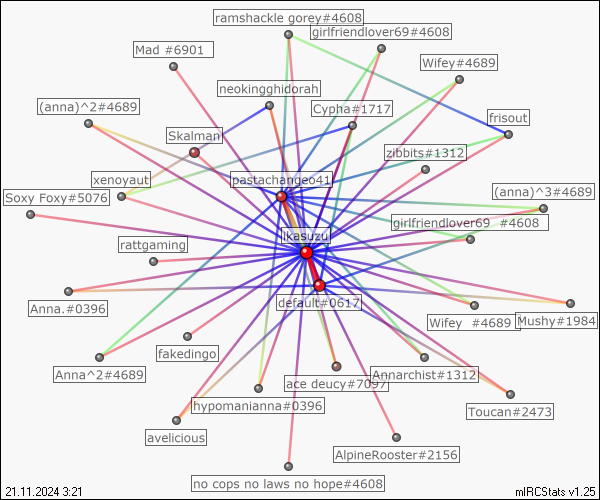 ramshackle gorey#4608
girlfriendlover69#4608
Mad #6901
Wifey#4689
neokingghidorah
(anna)^2#4689
Cypha#1717
frisout
Skalman
zibbits#1312
xenoyaut
pastachangeo41
Soxy Foxy#5076
(anna)^3#4689
girlfriendlover69  #4608
ikasuzu
rattgaming
default#0617
Anna.#0396
Wifey  #4689
Mushy#1984
fakedingo
Anna^2#4689
Annarchist#1312
ace deucy#7097
hypomanianna#0396
Toucan#2473
avelicious
AlpineRooster#2156
no cops no laws no hope#4608
21.11.2024 3:21
mIRCStats v1.25